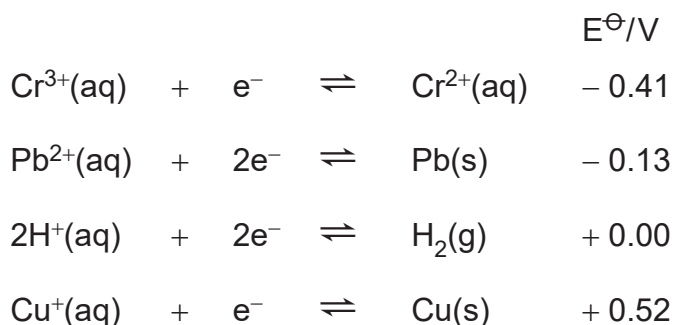 E⦵/V
Cr³⁺(aq) + e⁻ ⇌ Cr²⁺(aq) – 0.41
Pb²⁺(aq) + 2e⁻ ⇌ Pb(s) – 0.13
2H⁺(aq) + 2e⁻ ⇌ H₂(g) + 0.00
Cu⁺(aq) + e⁻ ⇌ Cu(s) + 0.52